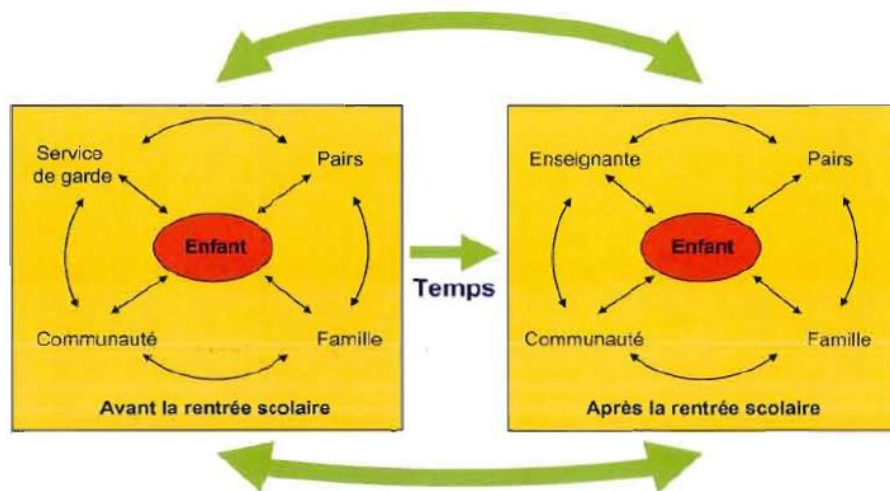 Service
de garde
Pairs
Enfant
Communauté
Famille
Avant la rentrée scolaire
Temps
Enseignante
Pairs
Enfant
Communauté
Famille
Après la rentrée scolaire